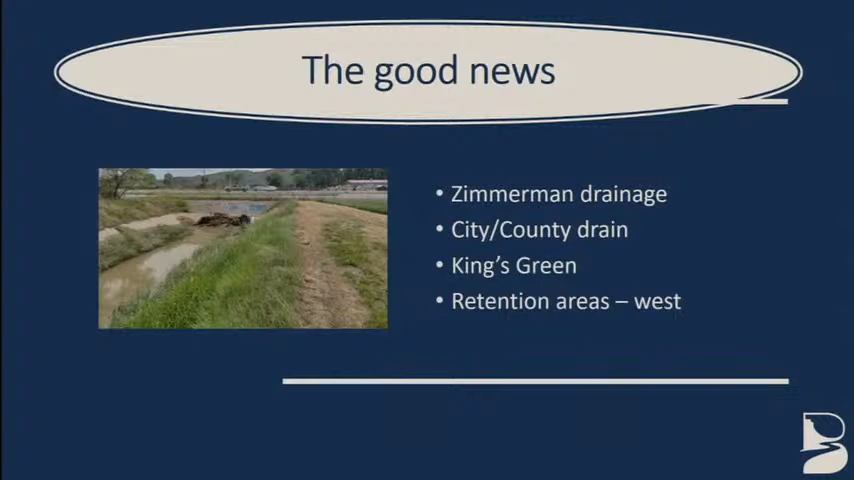 The good news
• Zimmerman drainage
• City/County drain
• King's Green
• Retention areas – west